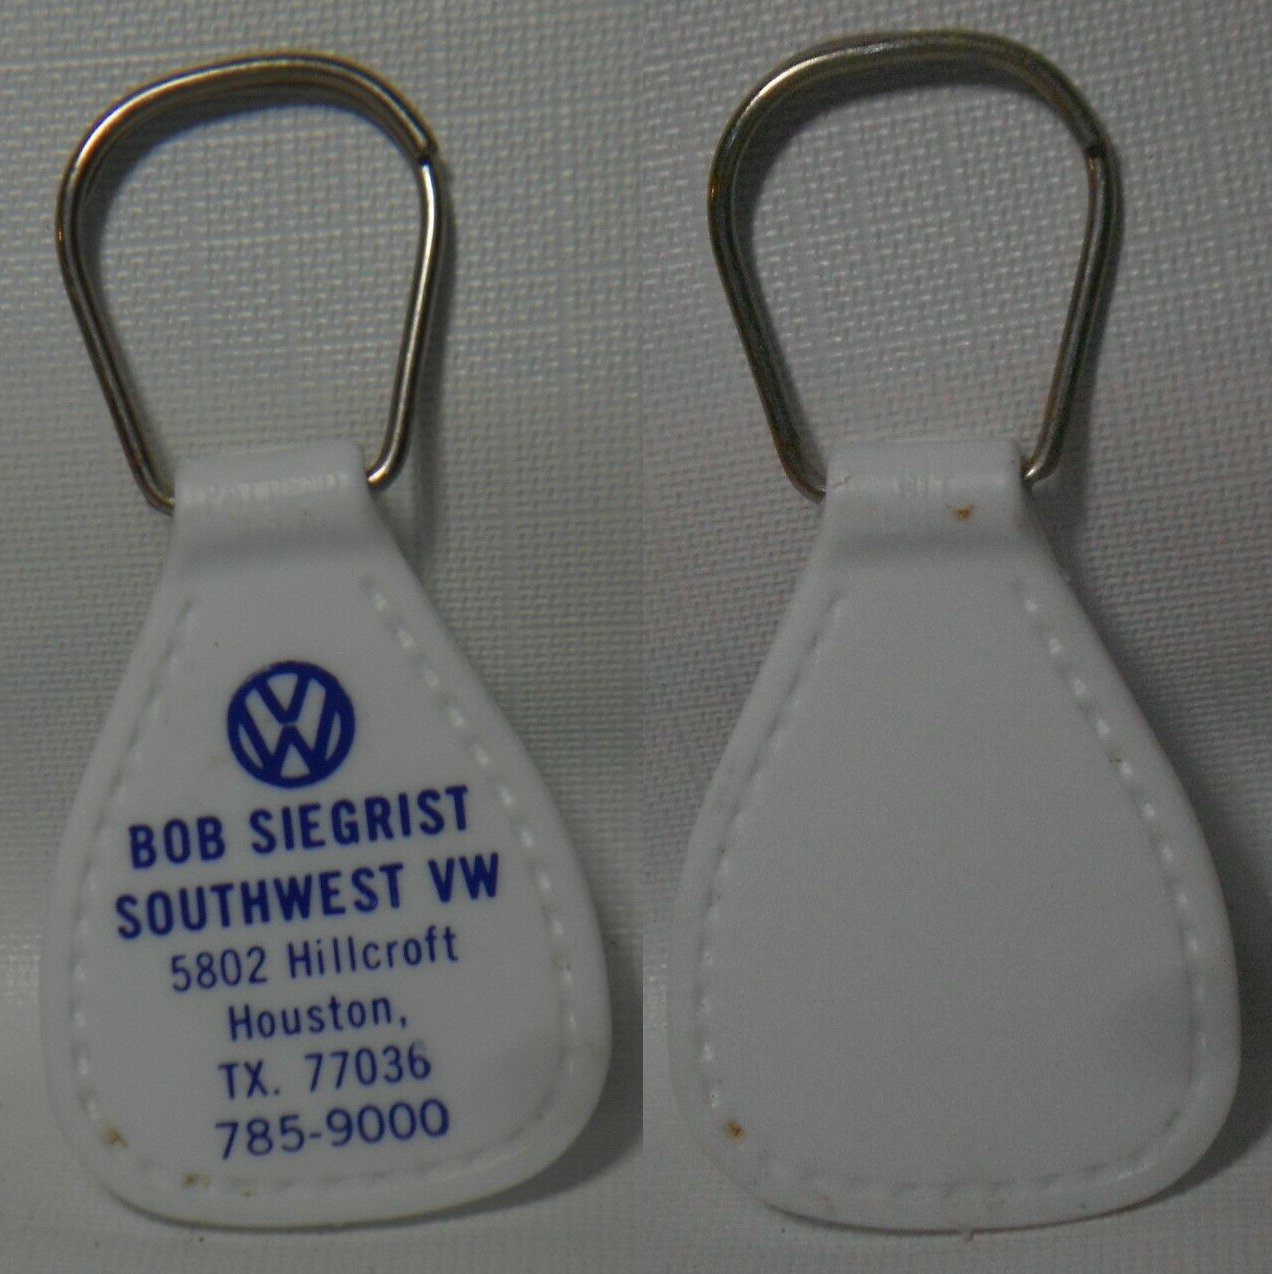 VW
BOB SIEGRIST
SOUTHWEST VW
5802 Hillcroft
Houston,
TX. 77036
785-9000